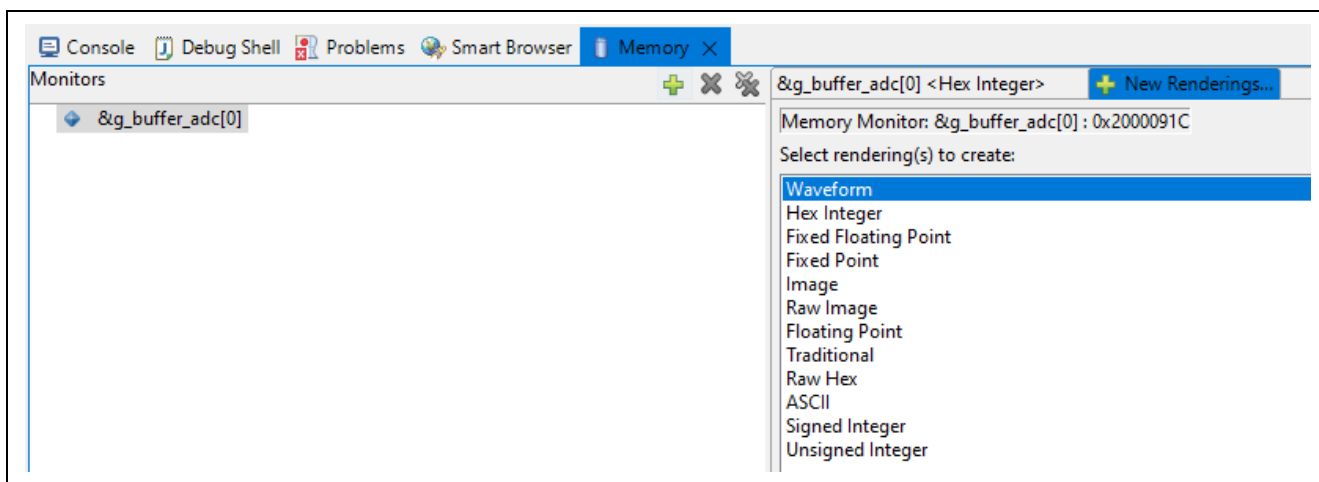 Console Debug Shell Problems Smart Browser Memory
Monitors
&g_buffer_adc[0]
&g_buffer_adc[0] <Hex Integer> New Renderings...
Memory Monitor: &g_buffer_adc[0] : 0x2000091C
Select rendering(s) to create:
Waveform
Hex Integer
Fixed Floating Point
Fixed Point
Image
Raw Image
Floating Point
Traditional
Raw Hex
ASCII
Signed Integer
Unsigned Integer